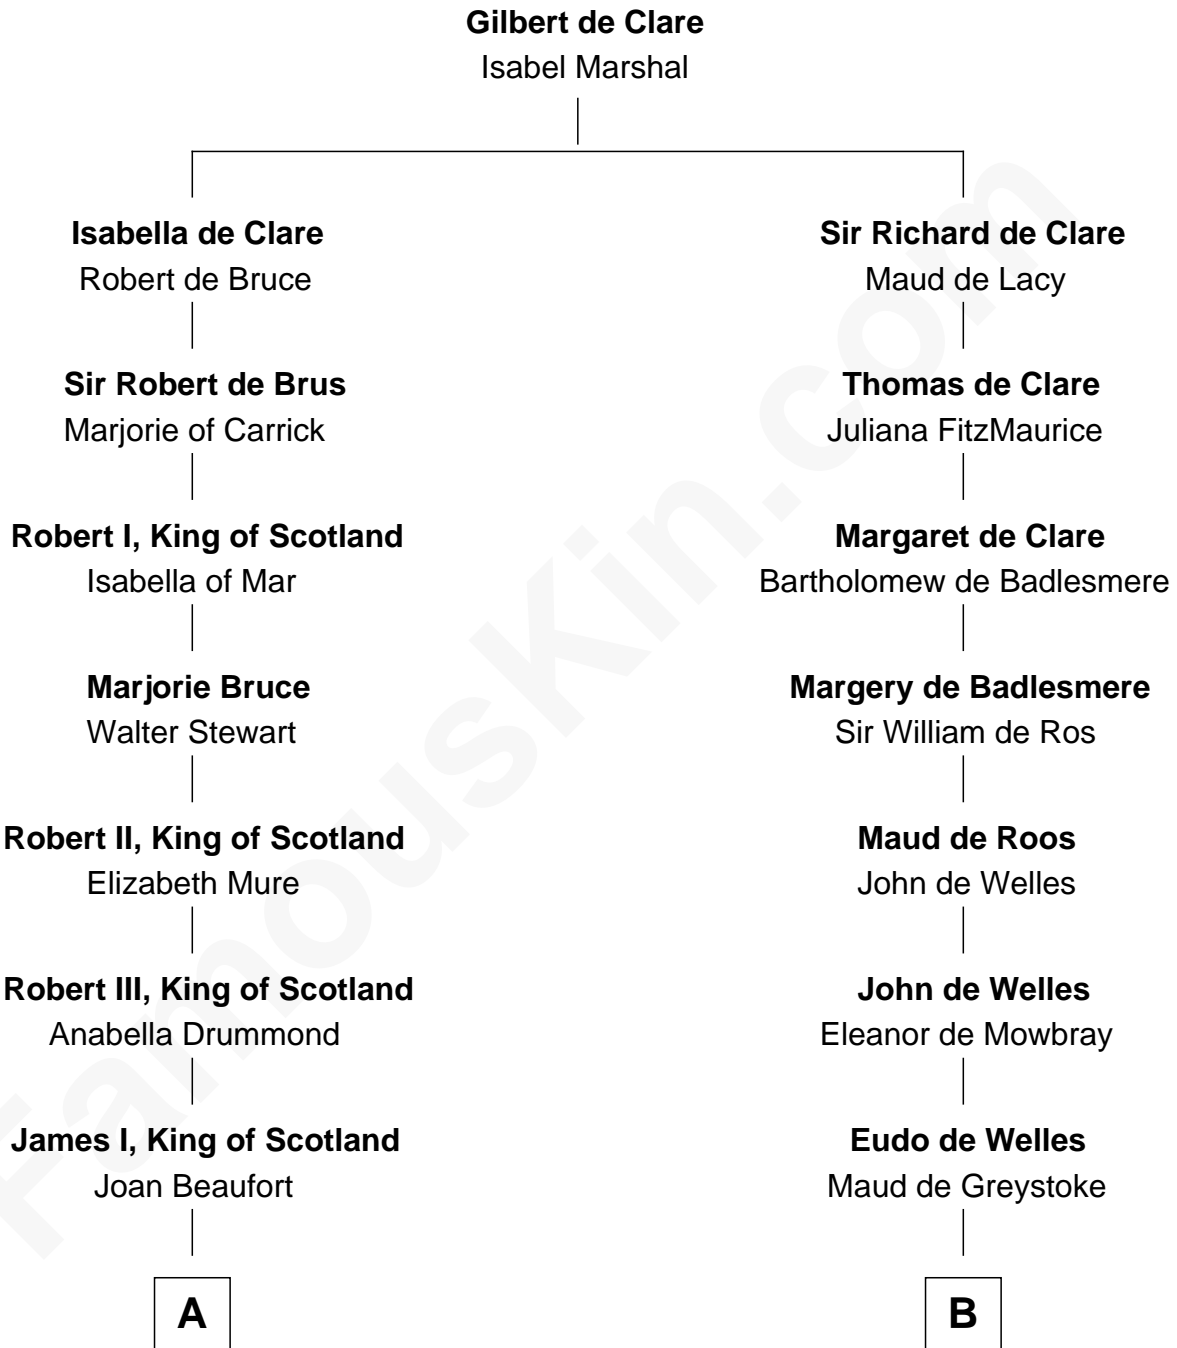 Gilbert de Clare
Isabel Marshal
Isabella de Clare
Robert de Bruce
Sir Robert de Brus
Marjorie of Carrick
Robert I, King of Scotland
Isabella of Mar
Marjorie Bruce
Walter Stewart
Robert II, King of Scotland
Elizabeth Mure
Robert III, King of Scotland
Anabella Drummond
James I, King of Scotland
Joan Beaufort
A
Sir Richard de Clare
Maud de Lacy
Thomas de Clare
Juliana FitzMaurice
Margaret de Clare
Bartholomew de Badlesmere
Margery de Badlesmere
Sir William de Ros
Maud de Roos
John de Welles
John de Welles
Eleanor de Mowbray
Eudo de Welles
Maud de Greystoke
B
FamousKin.com